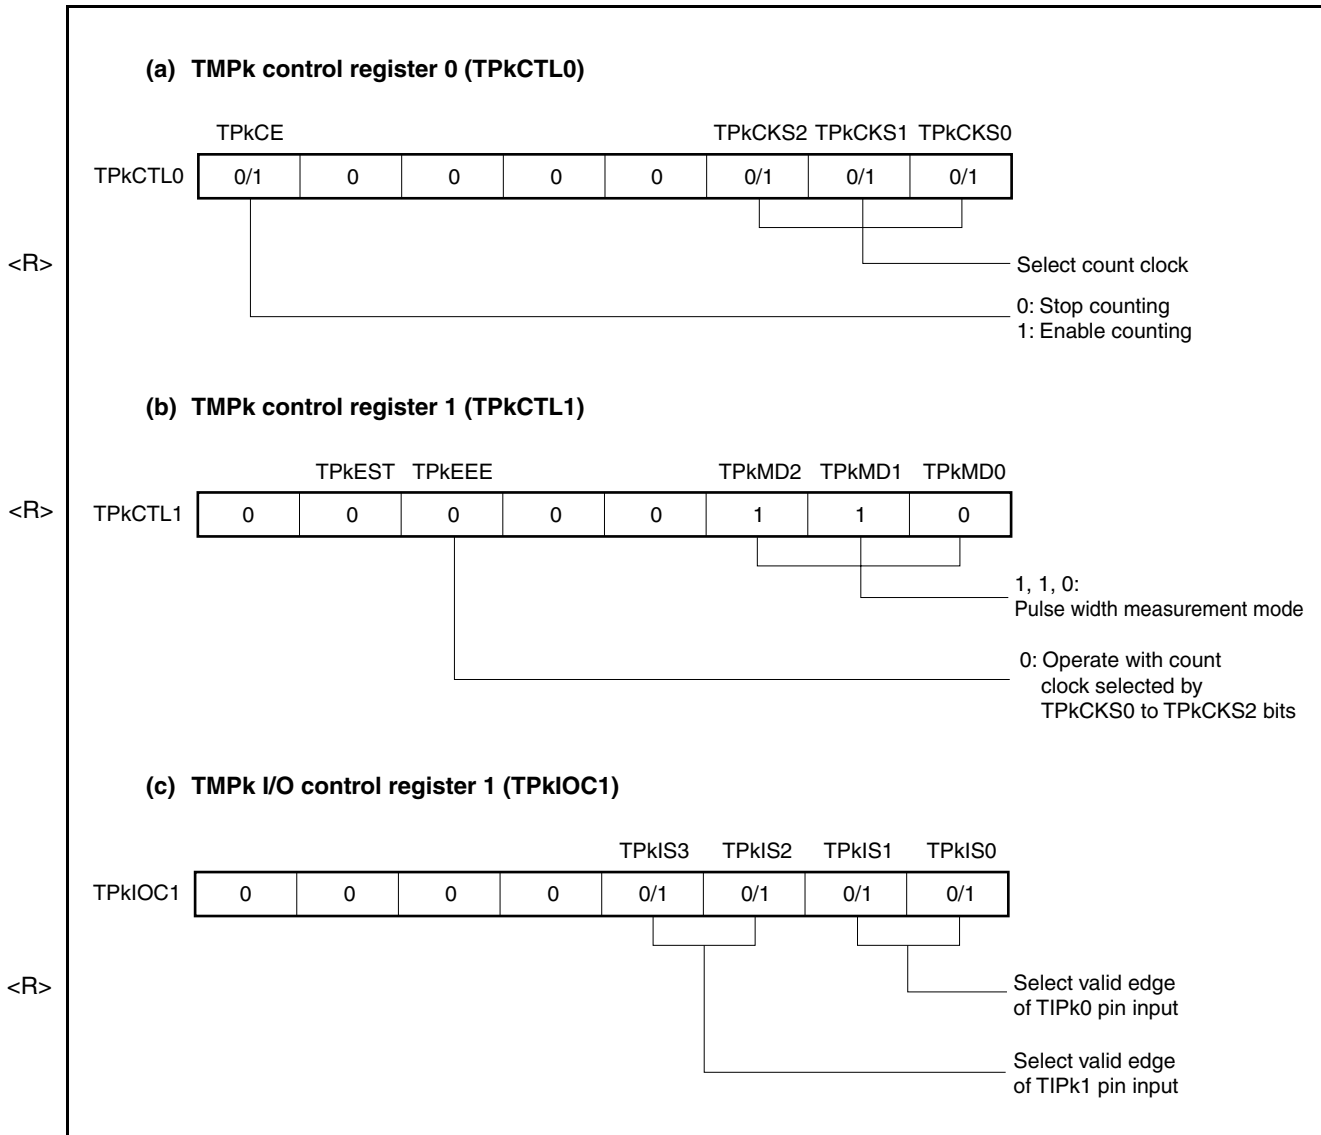 (a) TMPk control register 0 (TPkCTL0)
TPkCE TPkCKS2 TPkCKS1 TPkCKS0
TPkCTL0 0/1 0 0 0 0 0/1 0/1 0/1
<R>
Select count clock
0: Stop counting
1: Enable counting
(b) TMPk control register 1 (TPkCTL1)
TPkEST TPkEEE TPkMD2 TPkMD1 TPkMD0
<R> TPkCTL1 0 0 0 0 0 1 1 0
1, 1, 0:
Pulse width measurement mode
0: Operate with count
clock selected by
TPkCKS0 to TPkCKS2 bits
(c) TMPk I/O control register 1 (TPkIOC1)
TPkIS3 TPkIS2 TPkIS1 TPkIS0
TPkIOC1 0 0 0 0 0/1 0/1 0/1 0/1
<R>
Select valid edge
of TIPk0 pin input
Select valid edge
of TIPk1 pin input